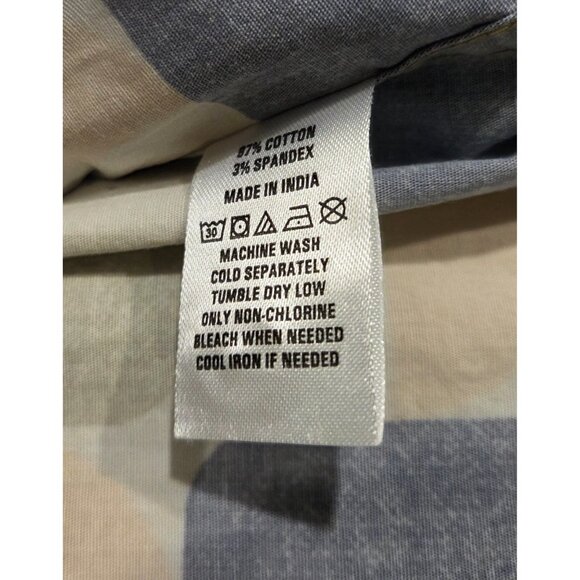 97% COTTON
3% SPANDEX
MADE IN INDIA
30
MACHINE WASH
COLD SEPARATELY
TUMBLE DRY LOW
ONLY NON-CHLORINE
BLEACH WHEN NEEDED
COOL IRON IF NEEDED